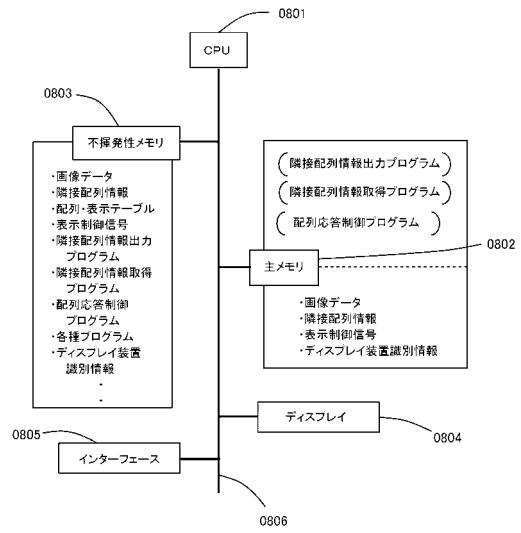 0801
CPU
0803
不揮発性メモリ
・画像データ
・隣接配列情報
・配列・表示テーブル
・表示制御信号
・隣接配列情報出力
プログラム
・隣接配列情報取得
プログラム
・配列応答制御
プログラム
・各種プログラム
・ディスプレイ装置
識別情報
・
・
(隣接配列情報出力プログラム)
(隣接配列情報取得プログラム)
(配列応答制御プログラム)
0802
主メモリ
・画像データ
・隣接配列情報
・表示制御信号
・ディスプレイ装置識別情報
ディスプレイ
0804
0805
インターフェース
0806